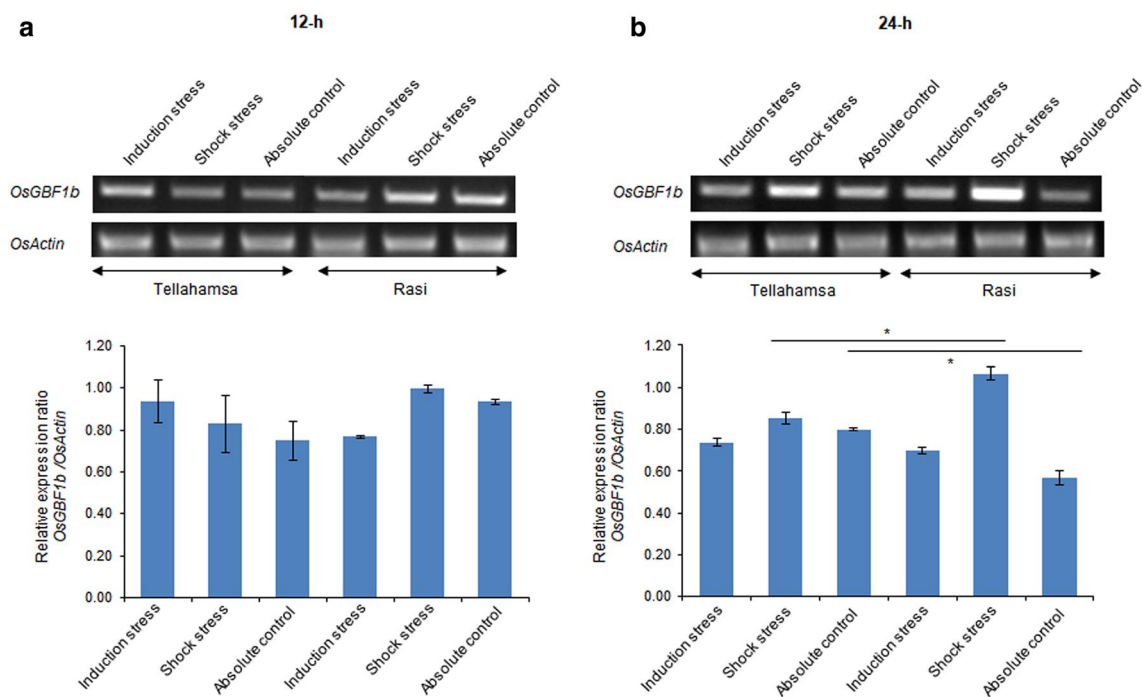 a
12-h
Induction stress
Shock stress
Absolute control
Induction stress
Shock stress
Absolute control
OsGBF1b
OsActin
Tellahamsa
Rasi
Relative expression ratio
OsGBF1b /OsActin
1.20
1.00
0.80
0.60
0.40
0.20
0.00
Induction stress
Shock stress
Absolute control
Induction stress
Shock stress
Absolute control
b
24-h
Induction stress
Shock stress
Absolute control
Induction stress
Shock stress
Absolute control
OsGBF1b
OsActin
Tellahamsa
Rasi
Relative expression ratio
OsGBF1b /OsActin
1.20
1.00
0.80
0.60
0.40
0.20
0.00
*
*
Induction stress
Shock stress
Absolute control
Induction stress
Shock stress
Absolute control